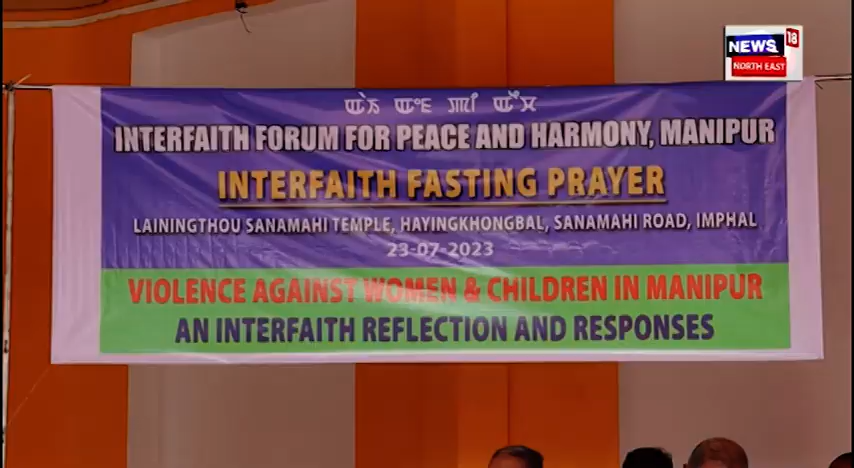 INTERFAITH FORUM FOR PEACE AND HARMONY, MANIPUR
NEWS 18
NORTH EAST
INTERFAITH FASTING PRAYER
LAININGTHOU SANAMAHI TEMPLE, HAYINGKHONGBAL, SANAMAHI ROAD, IMPHAL
23-07-2023
VIOLENCE AGAINST WOMEN & CHILDREN IN MANIPUR
AN INTERFAITH REFLECTION AND RESPONSES